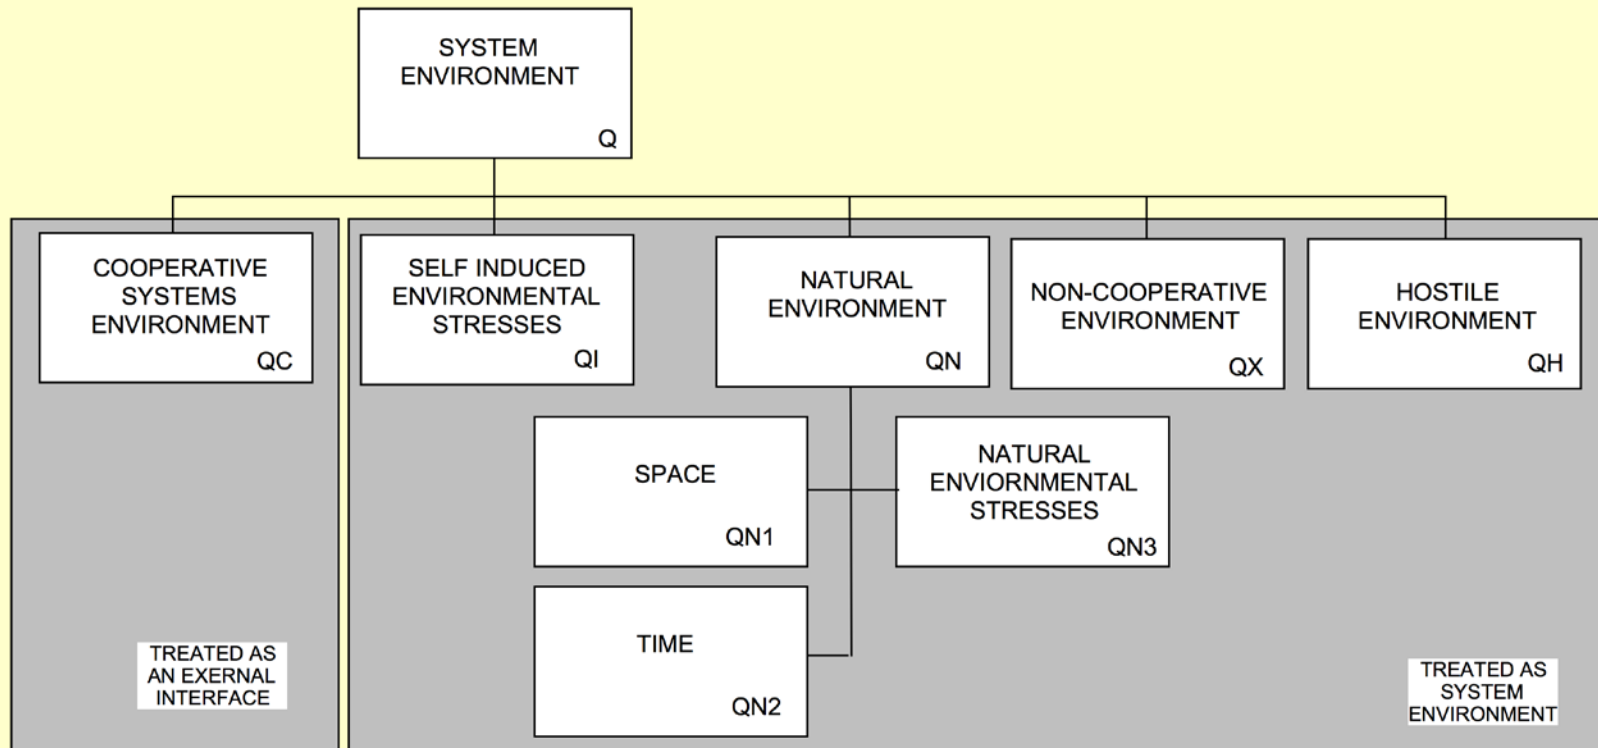 SYSTEM
ENVIRONMENT
Q
COOPERATIVE
SYSTEMS
ENVIRONMENT
QC
SELF INDUCED
ENVIRONMENTAL
STRESSES
QI
NATURAL
ENVIRONMENT
QN
NON-COOPERATIVE
ENVIRONMENT
QX
HOSTILE
ENVIRONMENT
QH
SPACE
QN1
NATURAL
ENVIORNMENTAL
STRESSES
QN3
TIME
QN2
TREATED AS
AN EXERNAL
INTERFACE
TREATED AS
SYSTEM
ENVIRONMENT